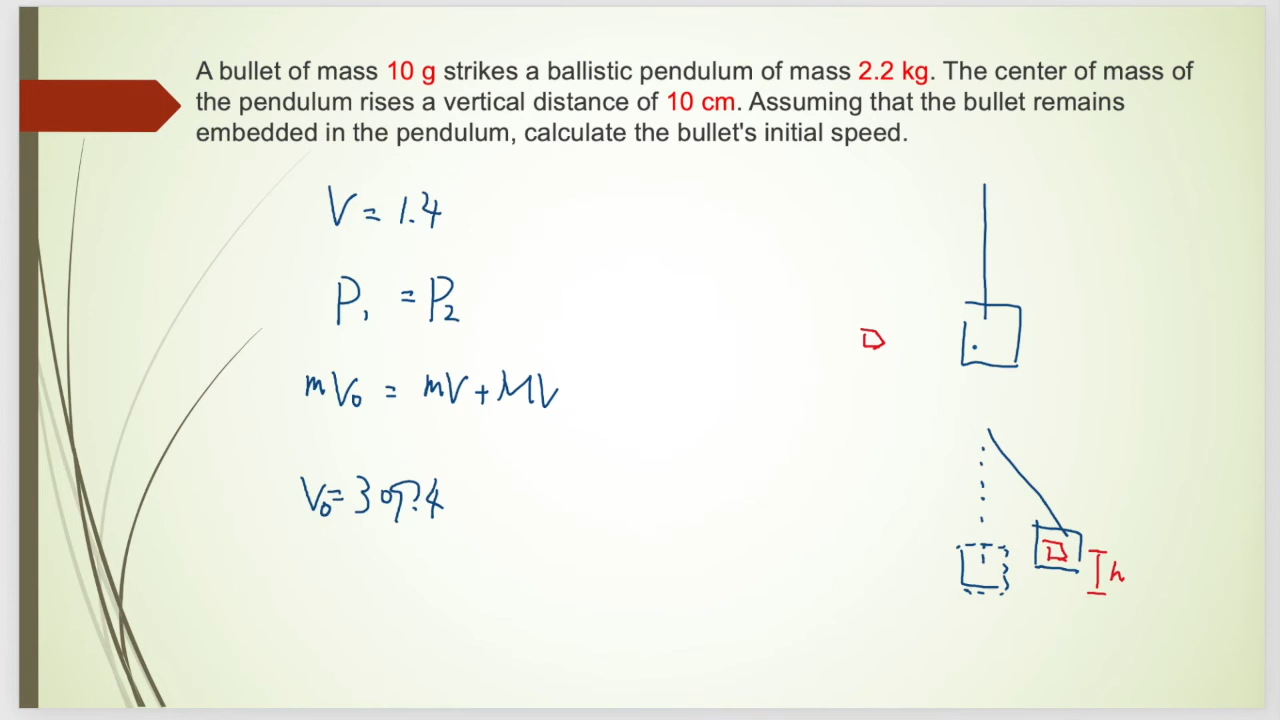 A bullet of mass 10 g strikes a ballistic pendulum of mass 2.2 kg. The center of mass of
the pendulum rises a vertical distance of 10 cm. Assuming that the bullet remains
embedded in the pendulum, calculate the bullet's initial speed.
V = 1.4
P₁ = P₂
mV₀ = mV + MV
V₀ = 309.4
h